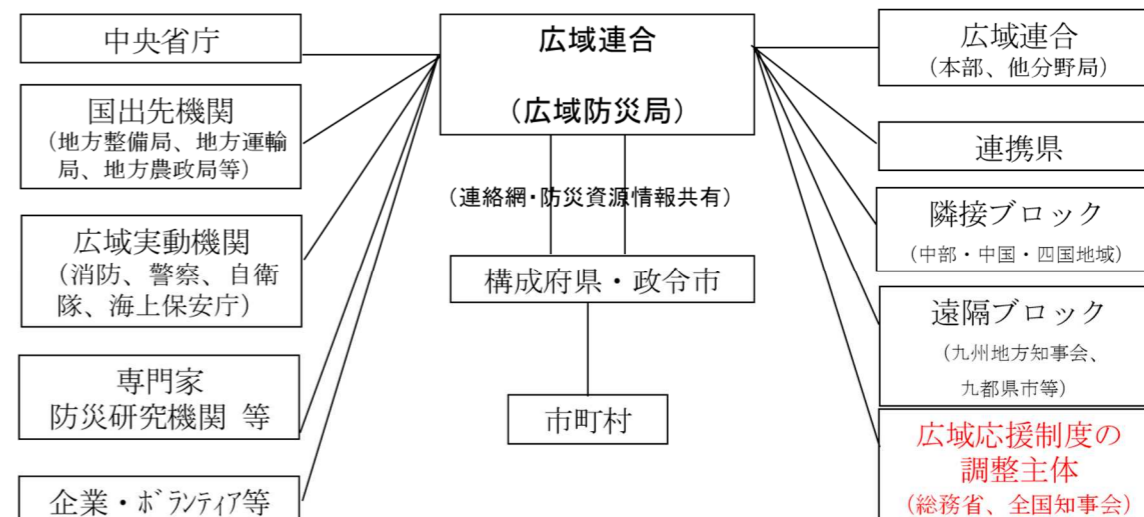 中央省庁
国出先機関
(地方整備局、地方運輸
局、地方農政局等)
広域実動機関
(消防、警察、自衛
隊、海上保安庁)
専門家
防災研究機関 等
企業・ボランティア等
広域連合
(広域防災局)
(連絡網・防災資源情報共有)
構成府県・政令市
市町村
広域連合
(本部、他分野局)
連携県
隣接ブロック
(中部・中国・四国地域)
遠隔ブロック
(九州地方知事会、
九都県市等)
広域応援制度の
調整主体
(総務省、全国知事会)